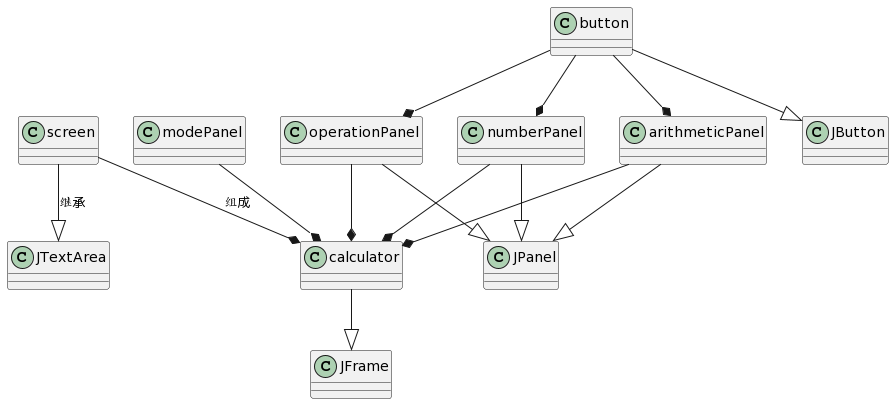 C button
C screen
C modePanel
C operationPanel
C numberPanel
C arithmeticPanel
C JButton
继承
组成
C JTextArea
C calculator
C JPanel
C JFrame